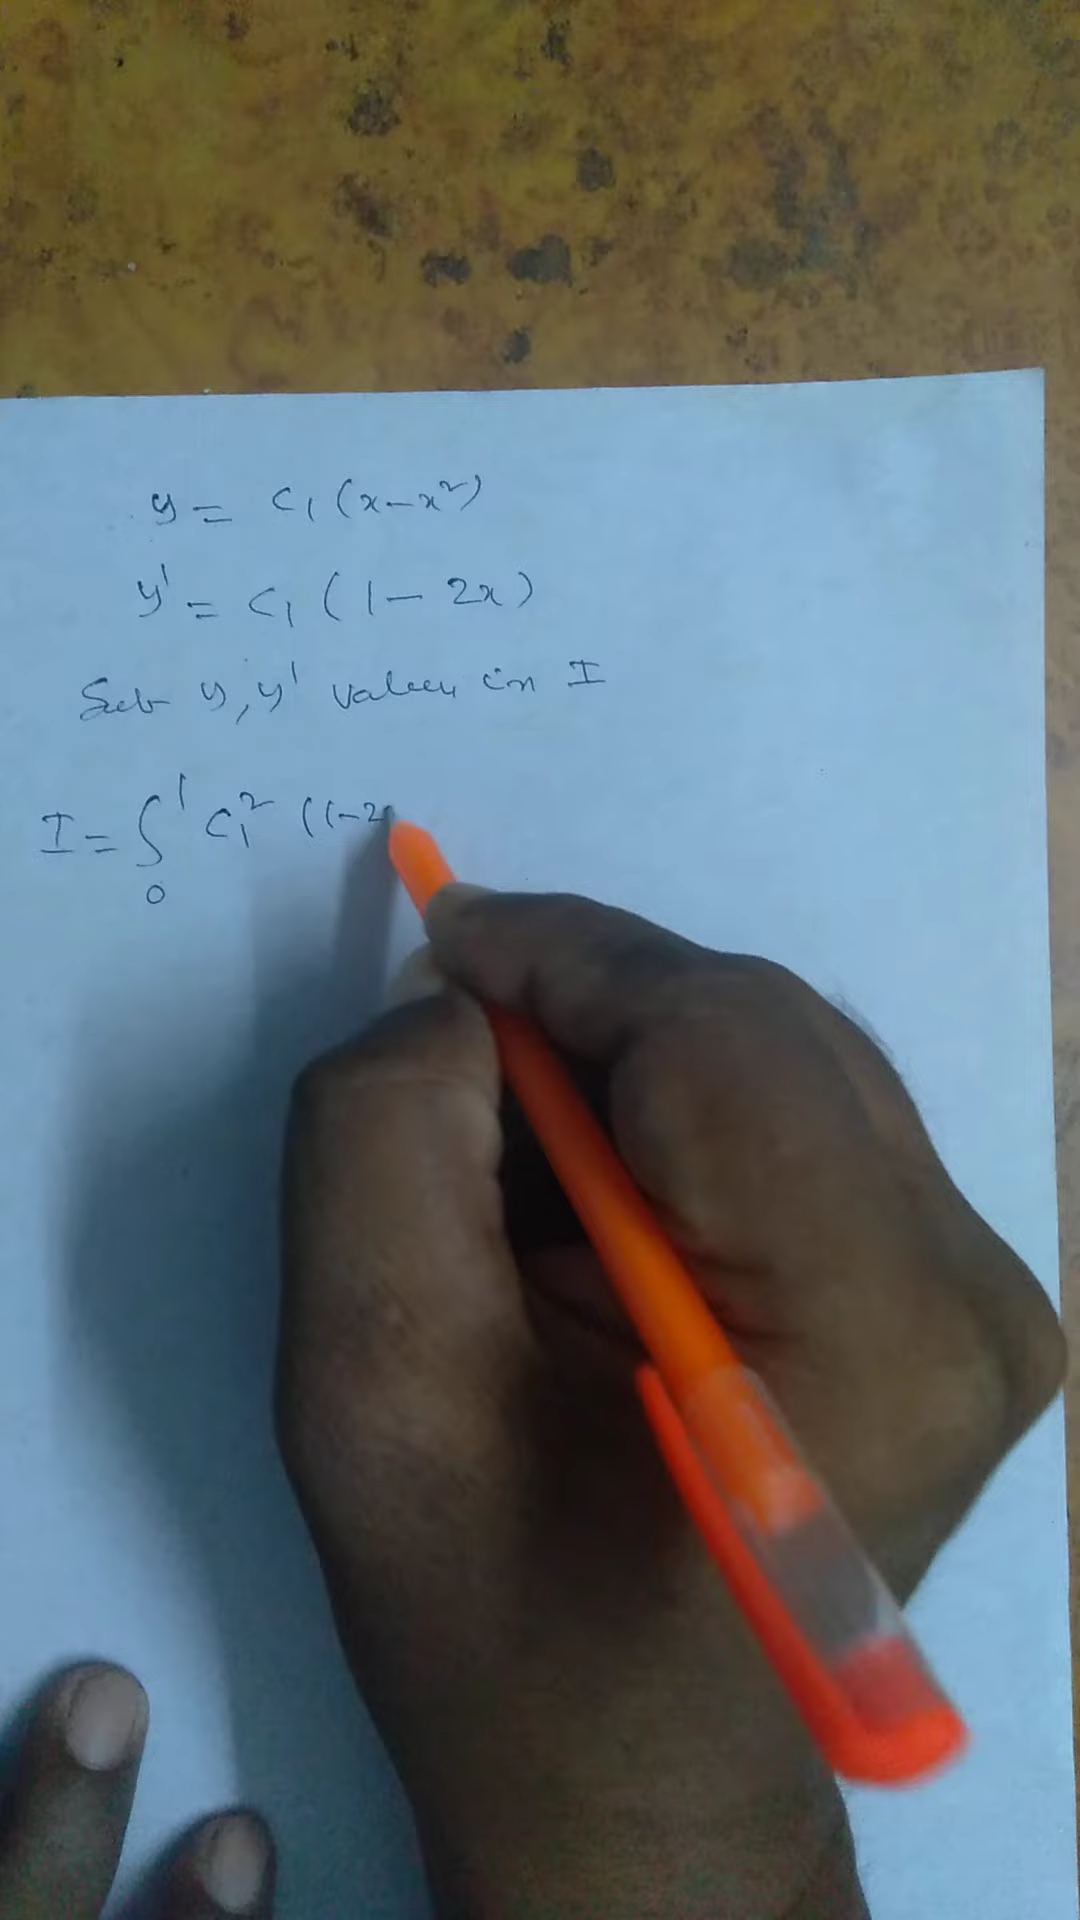 y = c₁ (x-x²)
y' = c₁ (1 - 2x)
Sub y, y' values in I
I = ∫₀¹ c₁² (1-2